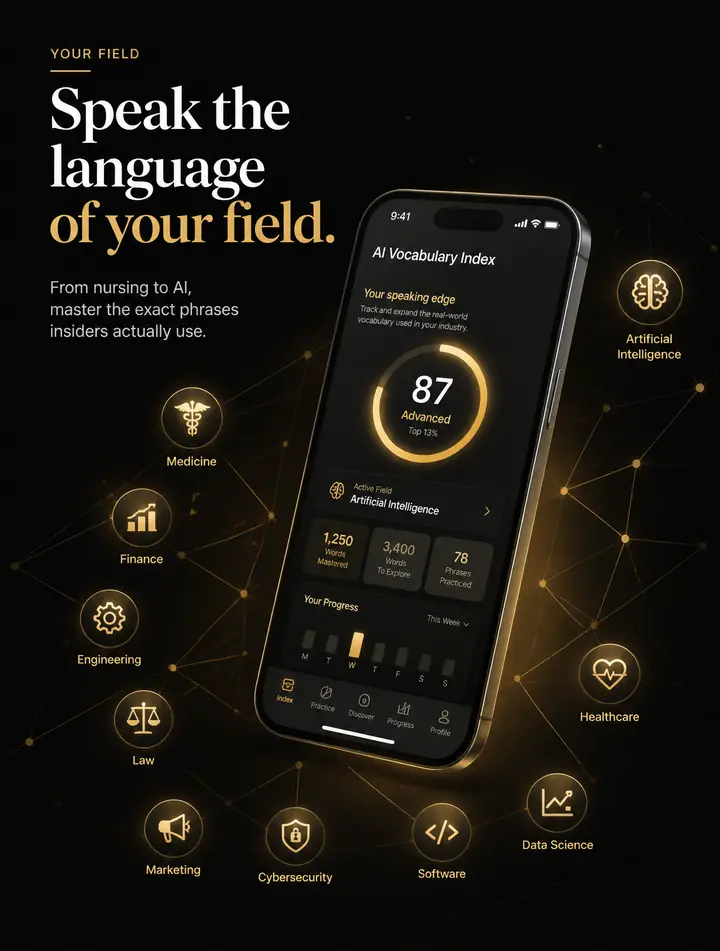 YOUR FIELD
Speak the
language
of your field.
From nursing to AI,
master the exact phrases
insiders actually use.
9:41
AI Vocabulary Index
Your speaking edge
Track and expand the real-world
vocabulary used in your industry.
87
Advanced
Top 13%
Active Field
Artificial Intelligence
1,250
Words
Mastered
3,400
Words
To Explore
78
Phrases
Practiced
Your Progress
This Week
M T W T F S S
Index Practice Discover Progress Profile
Artificial
Intelligence
Medicine
Finance
Engineering
Law
Healthcare
Marketing
Cybersecurity
Software
Data Science